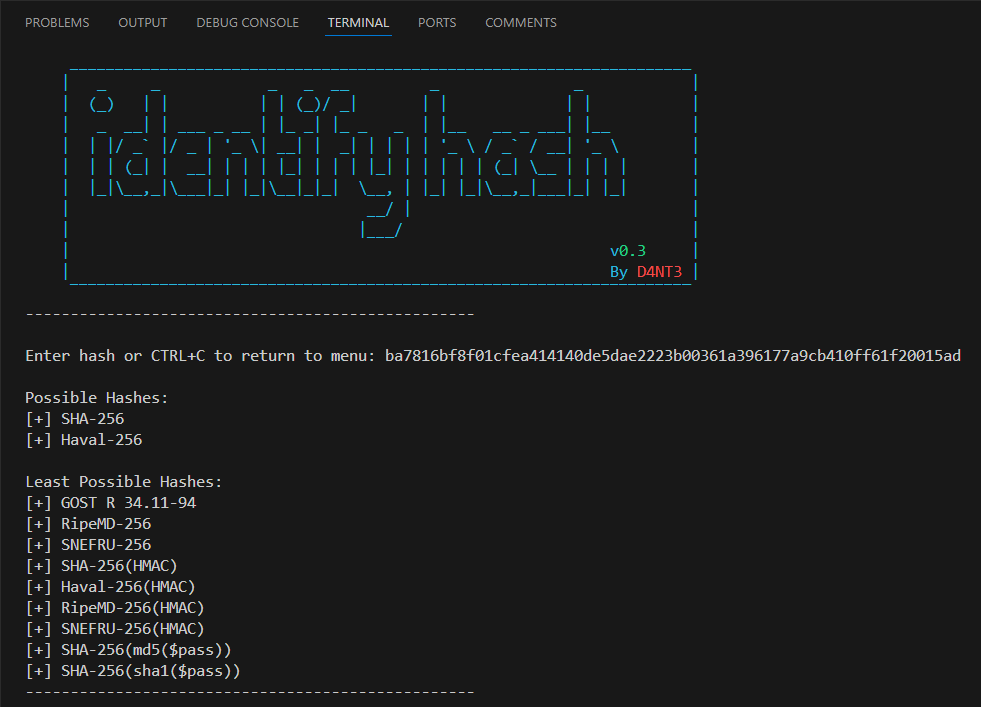 PROBLEMS OUTPUT DEBUG CONSOLE TERMINAL PORTS COMMENTS
identify hash
v0.3
By D4NT3
--------------------------------------------------
Enter hash or CTRL+C to return to menu: ba7816bf8f01cfea414140de5dae2223b00361a396177a9cb410ff61f20015ad
Possible Hashes:
[+] SHA-256
[+] Haval-256
Least Possible Hashes:
[+] GOST R 34.11-94
[+] RipeMD-256
[+] SNEFRU-256
[+] SHA-256(HMAC)
[+] Haval-256(HMAC)
[+] RipeMD-256(HMAC)
[+] SNEFRU-256(HMAC)
[+] SHA-256(md5($pass))
[+] SHA-256(sha1($pass))
--------------------------------------------------